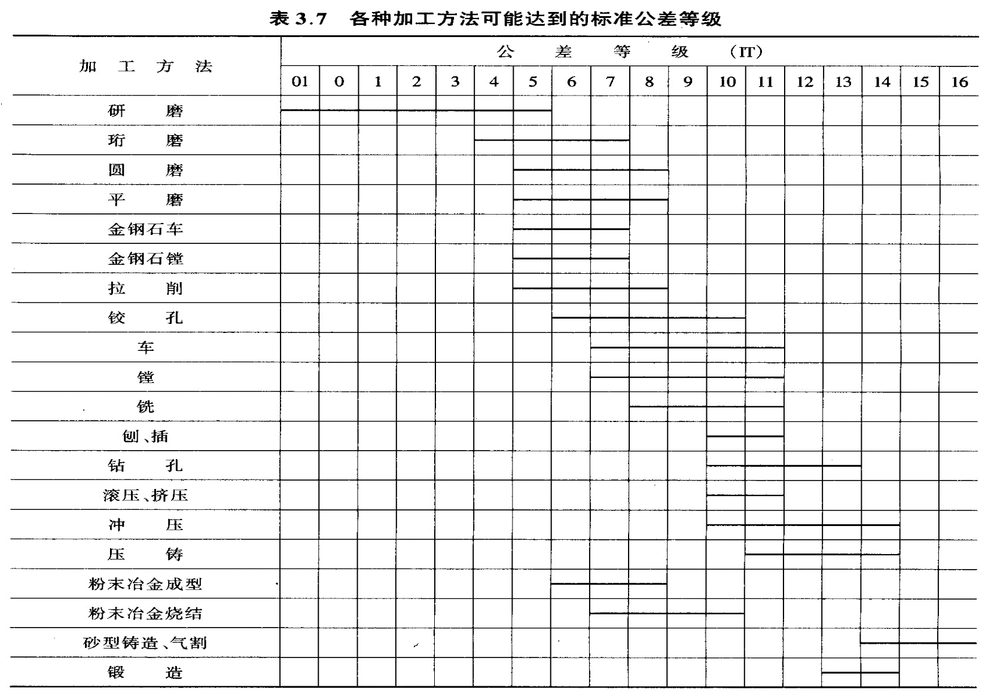 表 3.7 各种加工方法可能达到的标准公差等级
加工方法
公差等级(IT)
01 0 1 2 3 4 5 6 7 8 9 10 11 12 13 14 15 16
研磨
珩磨
圆磨
平磨
金钢石车
金钢石镗
拉削
铰孔
车
镗
铣
刨、插
钻孔
滚压、挤压
冲压
压铸
粉末冶金成型
粉末冶金烧结
砂型铸造、气割
锻造